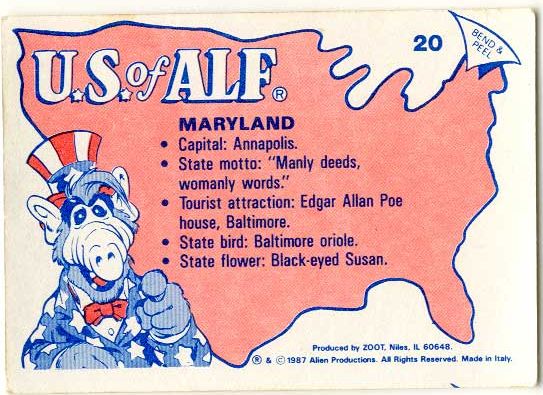 U.S. of ALF®
20
BEND &
PEEL
MARYLAND
• Capital: Annapolis.
• State motto: "Manly deeds,
womanly words."
• Tourist attraction: Edgar Allan Poe
house, Baltimore.
• State bird: Baltimore oriole.
• State flower: Black-eyed Susan.
Produced by ZOOT, Niles, IL 60648.
® & © 1987 Alien Productions. All Rights Reserved. Made in Italy.